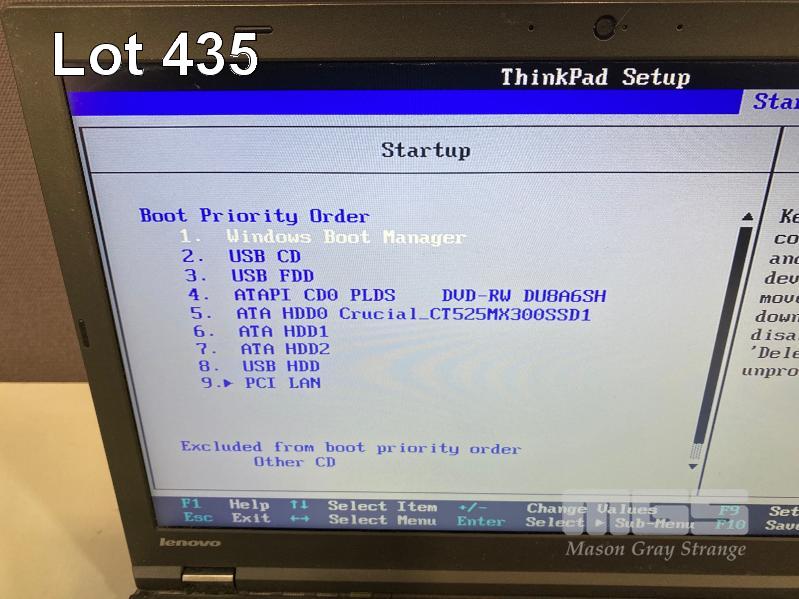 Lot 435
ThinkPad Setup
Startup
Boot Priority Order
1. Windows Boot Manager
2. USB CD
3. USB FDD
4. ATAPI CD0 PLDS DVD-RW DU8A6SH
5. ATA HDD0 Crucial_CT525MX300SSD1
6. ATA HDD1
7. ATA HDD2
8. USB HDD
9.▸ PCI LAN
Excluded from boot priority order
Other CD
and
F1 Help ↑↓ Select Item +/- Change Values F9
Esc Exit ←→ Select Menu Enter Select ▸ Sub-Menu F10
MGS
Mason Gray Strange
lenovo